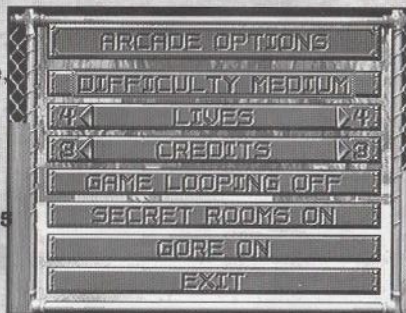 ARCADE OPTIONS
DIFFICULTY MEDIUM
4 LIVES 4
3 CREDITS 3
GAME LOOPING OFF
SECRET ROOMS ON
GORE ON
EXIT